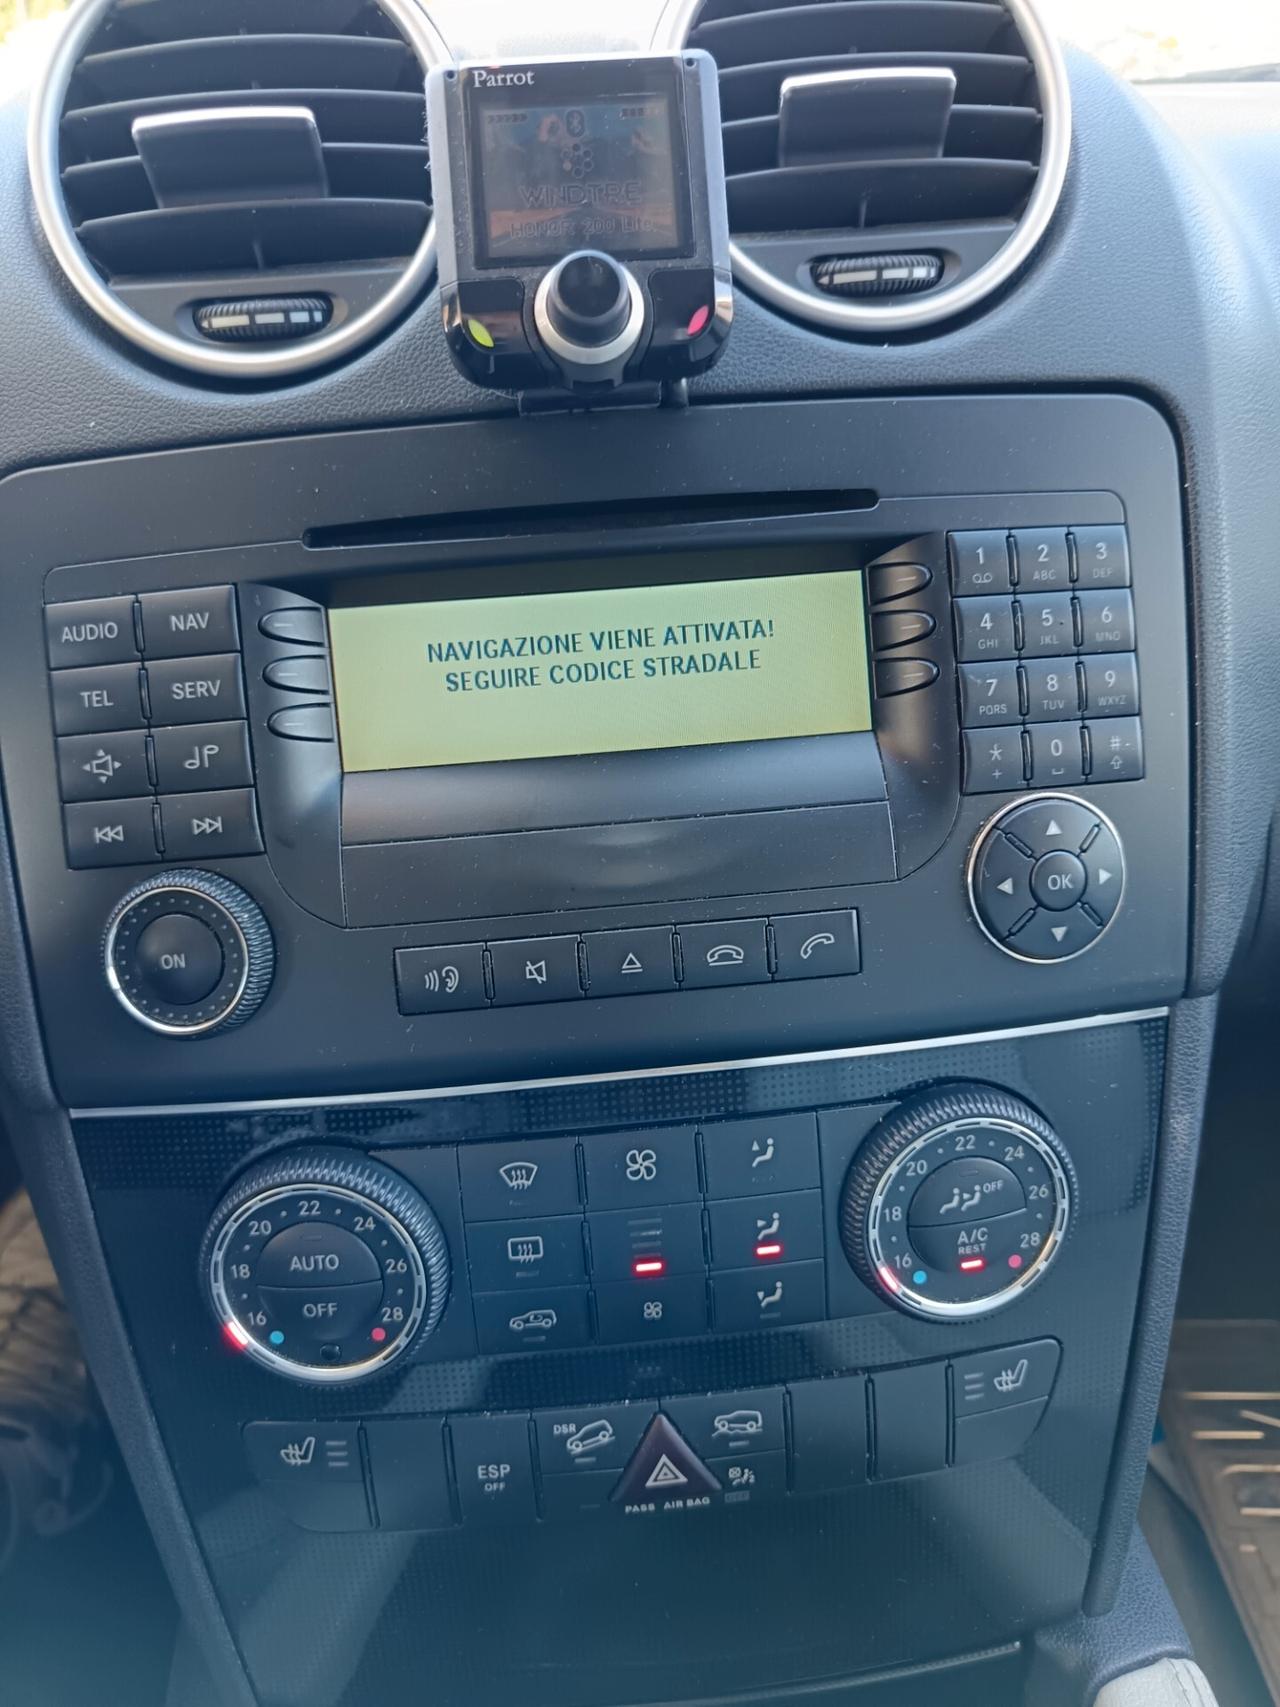 Parrot
WINDTRE
HONOR 200 Lite
NAVIGAZIONE VIENE ATTIVATA!
SEGUIRE CODICE STRADALE
AUDIO NAV
TEL SERV
1 2 ABC 3 DEF
4 GHI 5 JKL 6 MNO
7 PQRS 8 TUV 9 WXYZ
* + 0 #
ON
OK
16 18 20 22 24 26 28
AUTO
OFF
16 18 20 22 24 26 28
OFF
A/C
REST
ESP
OFF
DSR
PASS AIR BAG
OFF